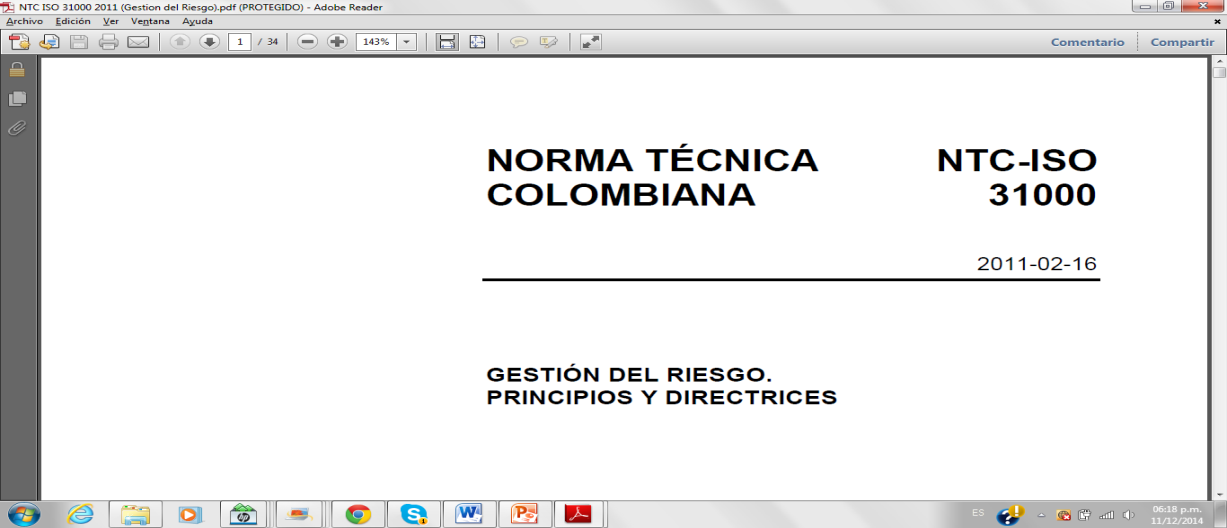 NTC ISO 31000 2011 (Gestion del Riesgo).pdf (PROTEGIDO) - Adobe Reader
Archivo Edición Ver Ventana Ayuda
1 / 34 143% Comentario Compartir
NORMA TÉCNICA NTC-ISO
COLOMBIANA 31000
2011-02-16
GESTIÓN DEL RIESGO.
PRINCIPIOS Y DIRECTRICES
ES 06:18 p.m.
11/12/2014